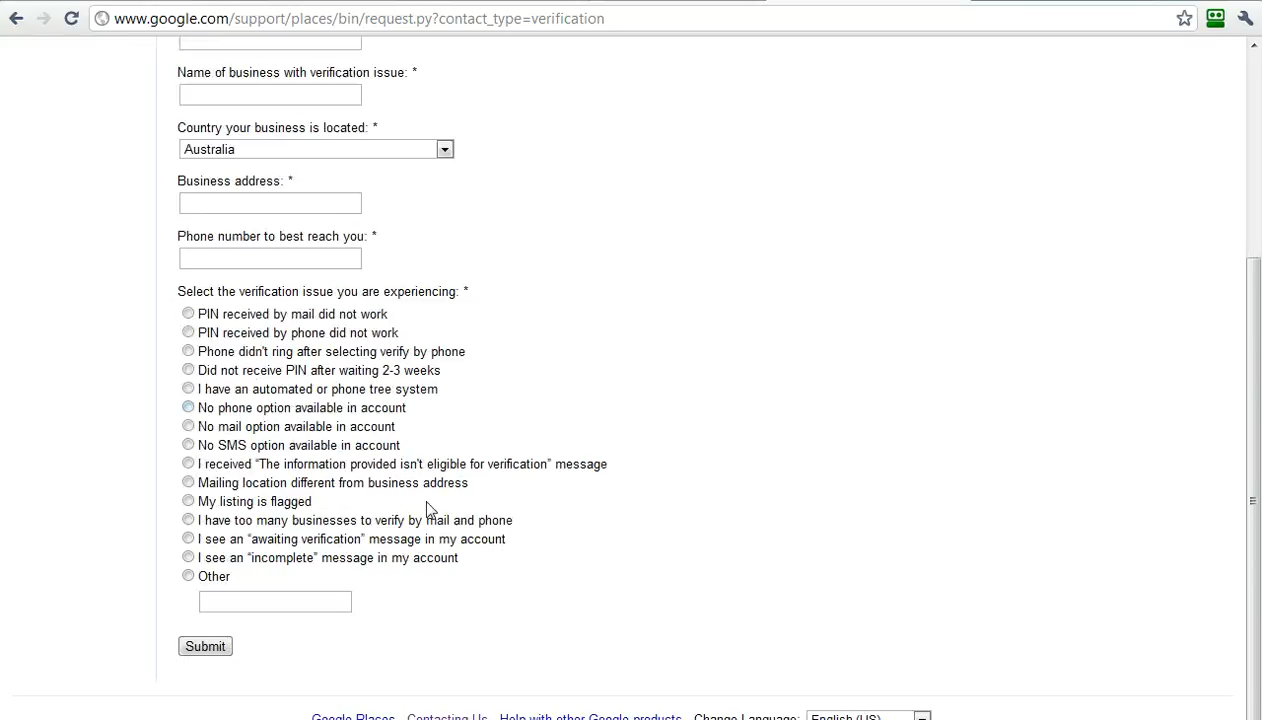 www.google.com/support/places/bin/request.py?contact_type=verification
Name of business with verification issue: *
Country your business is located: *
Australia
Business address: *
Phone number to best reach you: *
Select the verification issue you are experiencing: *
PIN received by mail did not work
PIN received by phone did not work
Phone didn't ring after selecting verify by phone
Did not receive PIN after waiting 2-3 weeks
I have an automated or phone tree system
No phone option available in account
No mail option available in account
No SMS option available in account
I received “The information provided isn't eligible for verification” message
Mailing location different from business address
My listing is flagged
I have too many businesses to verify by mail and phone
I see an “awaiting verification” message in my account
I see an “incomplete” message in my account
Other
Submit
Google Places Contacting Us Help with other Google products Change Language: English (US)